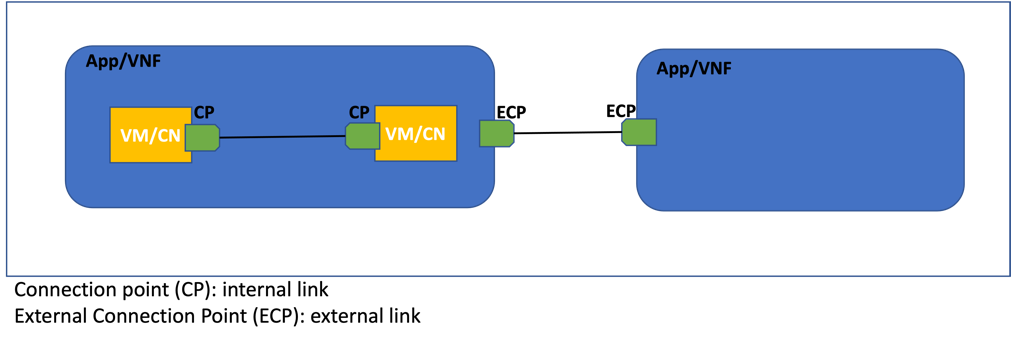 App/VNF
App/VNF
CP
CP
ECP
ECP
VM/CN
VM/CN
Connection point (CP): internal link
External Connection Point (ECP): external link